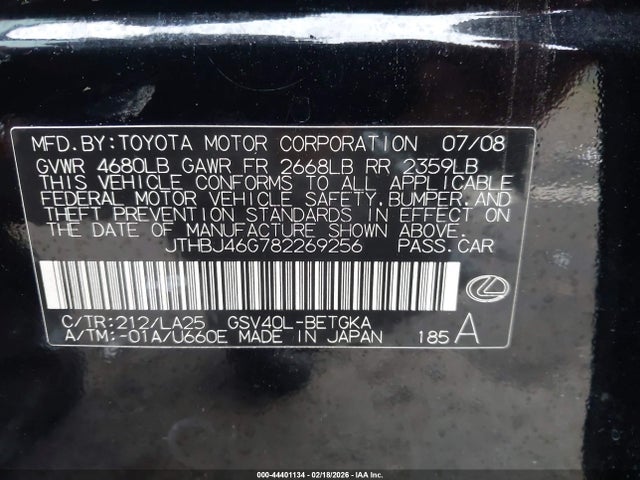 MFD.BY:TOYOTA MOTOR CORPORATION 07/08
GVWR 4680LB GAWR FR 2668LB RR 2359LB
THIS VEHICLE CONFORMS TO ALL APPLICABLE
FEDERAL MOTOR VEHICLE SAFETY,BUMPER,AND
THEFT PREVENTION STANDARDS IN EFFECT ON
THE DATE OF MANUFACTURE SHOWN ABOVE.
JTHBJ46G782269256 PASS.CAR
C/TR:212/LA25 GSV40L-BETGKA
A/TM:-01A/U660E MADE IN JAPAN 185 A
000-44401134 - 02/18/2026 - IAA Inc.